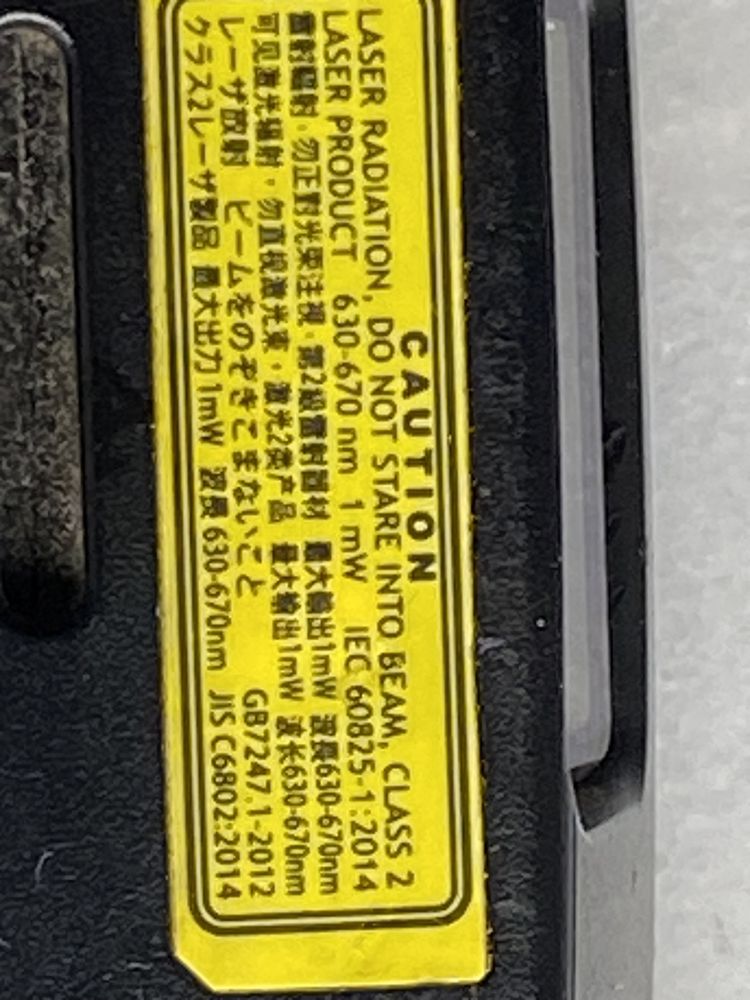 CAUTION
LASER RADIATION, DO NOT STARE INTO BEAM, CLASS 2
LASER PRODUCT 630-670 nm 1 mW IEC 60825-1:2014
雷射輻射,勿正對光束注視,第2級雷射器材 最大輸出1mW 波長630-670nm
可见激光辐射,勿直视激光束,激光2类产品 最大输出1mW 波长630-670nm
レーザ放射 ビームをのぞきこまないこと GB7247.1-2012
クラス2レーザ製品 最大出力1mW 波長 630-670nm JIS C6802:2014